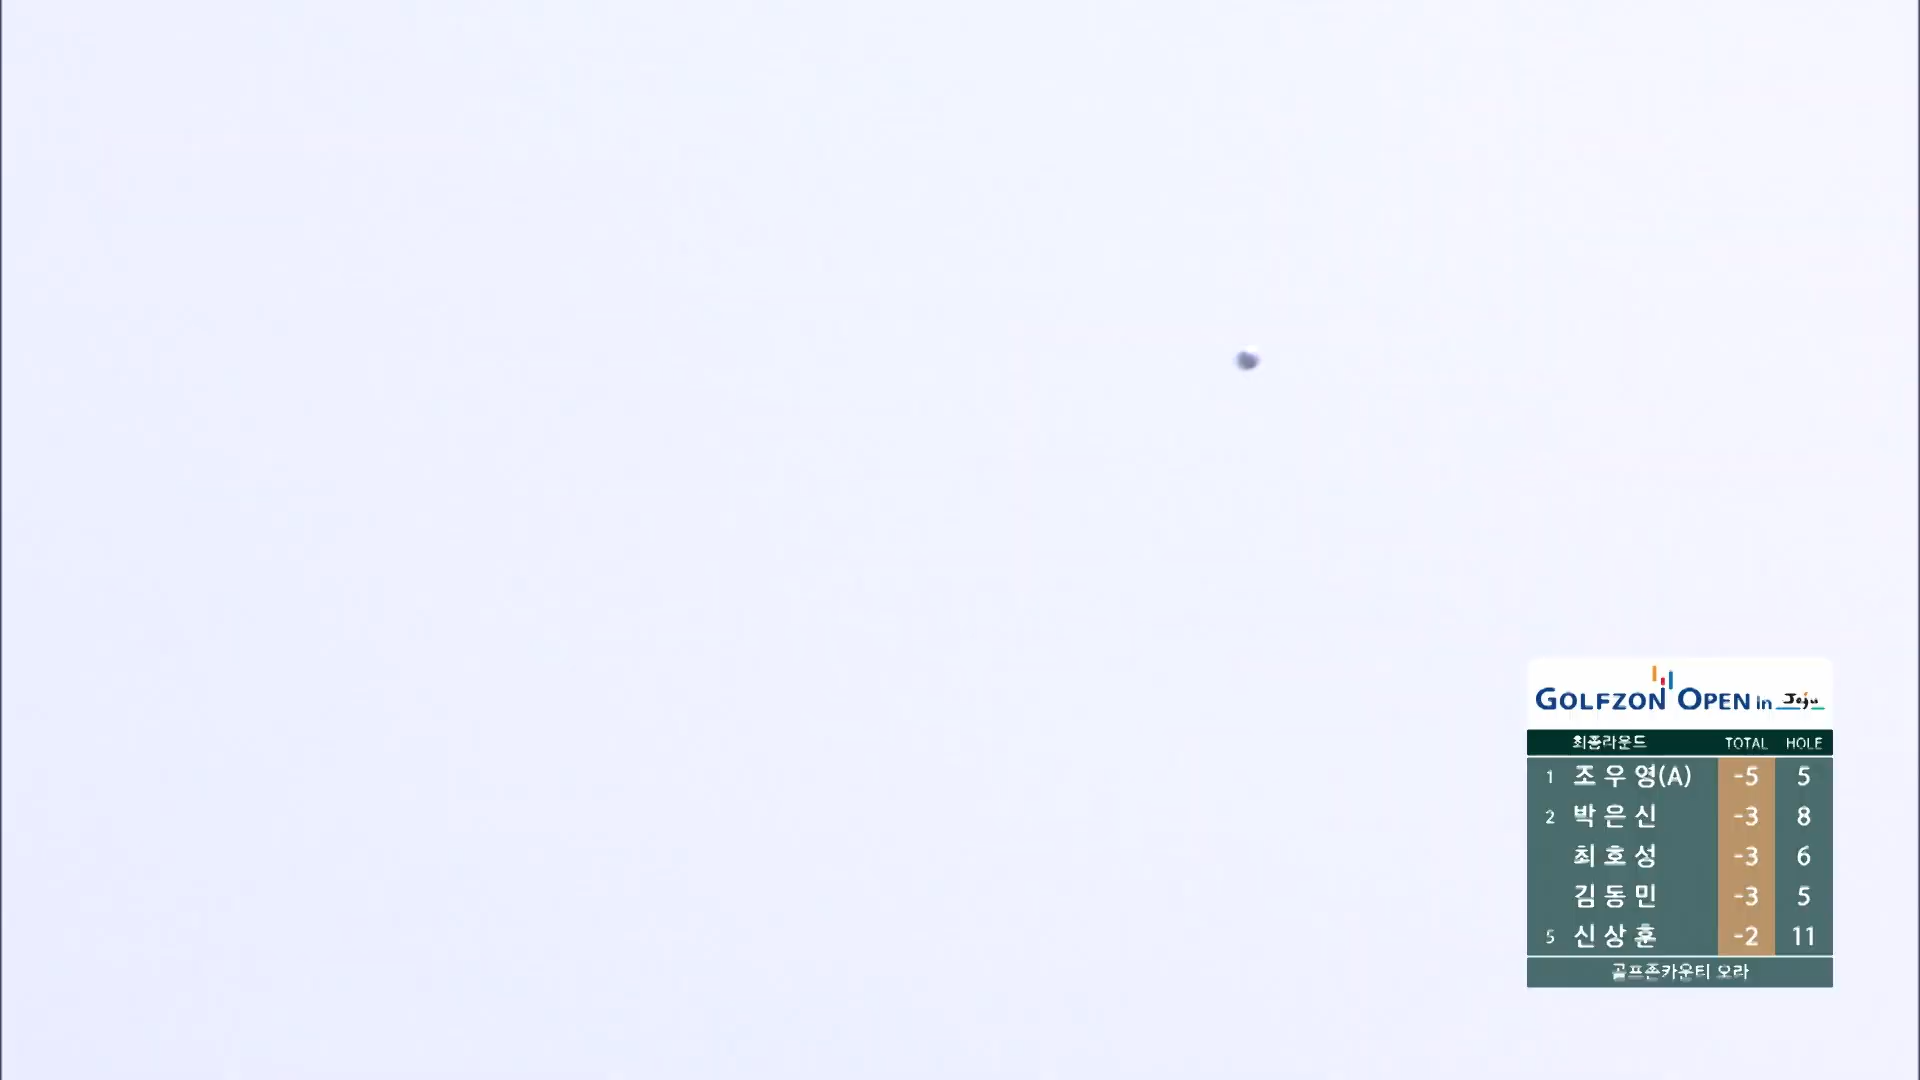 GOLFZON OPEN in Jeju
최종라운드 TOTAL HOLE
1 조우영(A) -5 5
2 박은신 -3 8
최호성 -3 6
김동민 -3 5
5 신상훈 -2 11
골프존카운티 오라